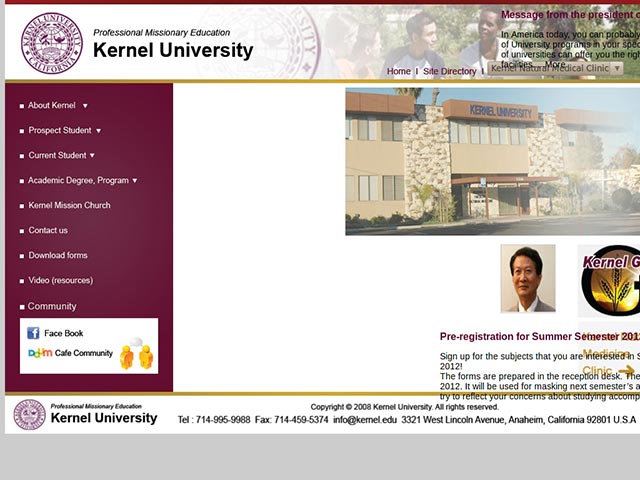 KERNEL UNIVERSITY
CALIFORNIA
Professional Missionary Education
Kernel University
Message from the president o
In America today, you can probably
of University programs in your spec
of universities can offer you the righ
facilities... More
Home I Site Directory I Kernel Natural Medical Clinic
About Kernel
Prospect Student
Current Student
Academic Degree, Program
Kernel Mission Church
Contact us
Download forms
Video (resources)
Community
Face Book
Daum Cafe Community
KERNEL UNIVERSITY
Kernel G
Pre-registration for Summer Semester 2012
Medicine
Clinic
Sign up for the subjects that you are interested in S
2012!
The forms are prepared in the reception desk. The
2012. It will be used for masking next semester's a
try to reflect your concerns about studying accomp
Professional Missionary Education
Kernel University
Copyright © 2008 Kernel University. All rights reserved.
Tel : 714-995-9988 Fax: 714-459-5374 info@kernel.edu 3321 West Lincoln Avenue, Anaheim, California 92801 U.S.A